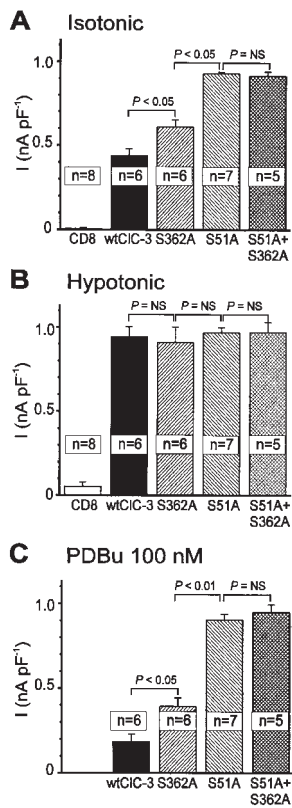 A Isotonic
P < 0.05 P = NS
P < 0.05
1.0
0.5
0
I (nA pF-1)
n=8 n=6 n=6 n=7 n=5
CD8 wtClC-3 S362A S51A S51A+
S362A
B Hypotonic
P = NS P = NS P = NS
1.0
0.5
0
I (nA pF-1)
n=8 n=6 n=6 n=7 n=5
CD8 wtClC-3 S362A S51A S51A+
S362A
C PDBu 100 nM
P < 0.01 P = NS
1.0
P < 0.05
0.5
0
I (nA pF-1)
n=6 n=6 n=7 n=5
wtClC-3 S362A S51A S51A+
S362A